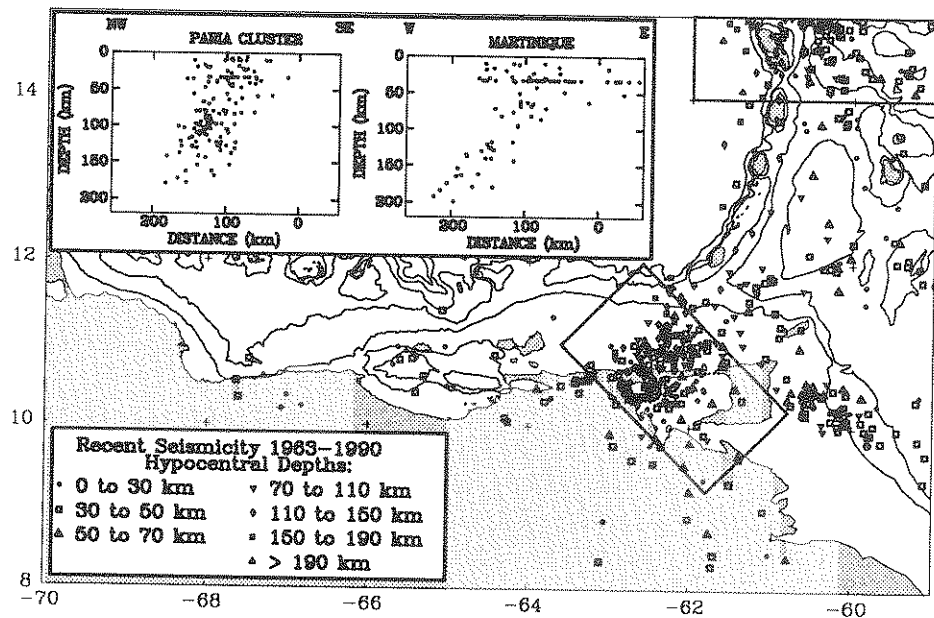 NW SE W E
PARIA CLUSTER MARTINIQUE
0 0
50 50
100 100
150 150
200 200
DEPTH (km) DEPTH (km)
200 100 0 200 100 0
DISTANCE (km) DISTANCE (km)
14
12
10
8
Recent Seismicity 1963-1990
Hypocentral Depths:
0 to 30 km 70 to 110 km
30 to 50 km 110 to 150 km
50 to 70 km 150 to 190 km
> 190 km
-70 -68 -66 -64 -62 -60